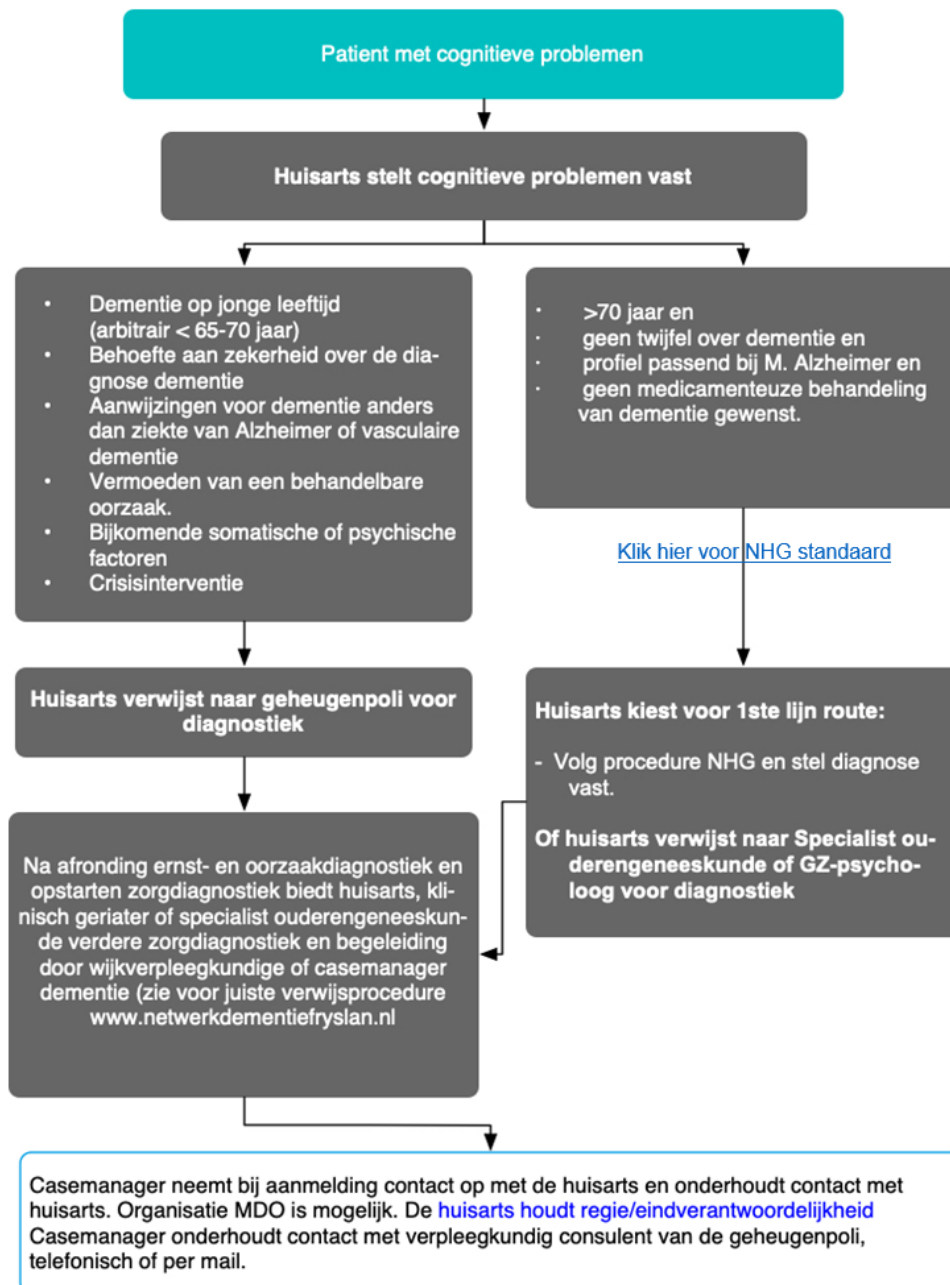 Patient met cognitieve problemen
Huisarts stelt cognitieve problemen vast
· Dementie op jonge leeftijd
(arbitrair < 65-70 jaar)
· Behoefte aan zekerheid over de dia-
gnose dementie
· Aanwijzingen voor dementie anders
dan ziekte van Alzheimer of vasculaire
dementie
· Vermoeden van een behandelbare
oorzaak.
· Bijkomende somatische of psychische
factoren
· Crisisinterventie
· >70 jaar en
· geen twijfel over dementie en
· profiel passend bij M. Alzheimer en
· geen medicamenteuze behandeling
van dementie gewenst.
Klik hier voor NHG standaard
Huisarts verwijst naar geheugenpoli voor
diagnostiek
Huisarts kiest voor 1ste lijn route:
- Volg procedure NHG en stel diagnose
vast.
Of huisarts verwijst naar Specialist ou-
derengeneeskunde of GZ-psycho-
loog voor diagnostiek
Na afronding ernst- en oorzaakdiagnostiek en
opstarten zorgdiagnostiek biedt huisarts, kli-
nisch geriater of specialist ouderengeneeskun-
de verdere zorgdiagnostiek en begeleiding
door wijkverpleegkundige of casemanager
dementie (zie voor juiste verwijsprocedure
www.netwerkdementiefryslan.nl
Casemanager neemt bij aanmelding contact op met de huisarts en onderhoudt contact met
huisarts. Organisatie MDO is mogelijk. De huisarts houdt regie/eindverantwoordelijkheid
Casemanager onderhoudt contact met verpleegkundig consulent van de geheugenpoli,
telefonisch of per mail.